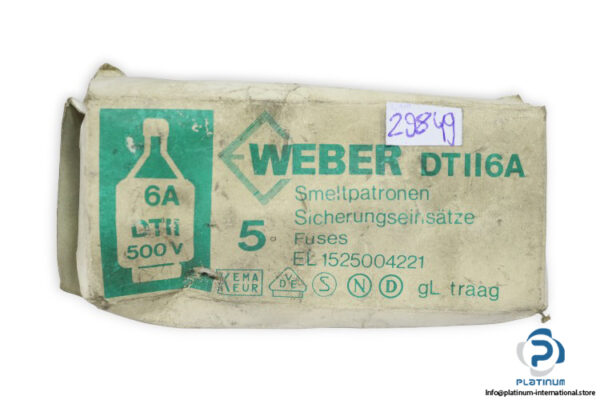 29849
WEBER DTII6A
6A
DTII
500V
Smeltpatronen
Sicherungseinsätze
5 Fuses
EL 1525004221
KEMA
KEUR
VDE S N D gL traag
PLATINUM
Info@platinum-international.store